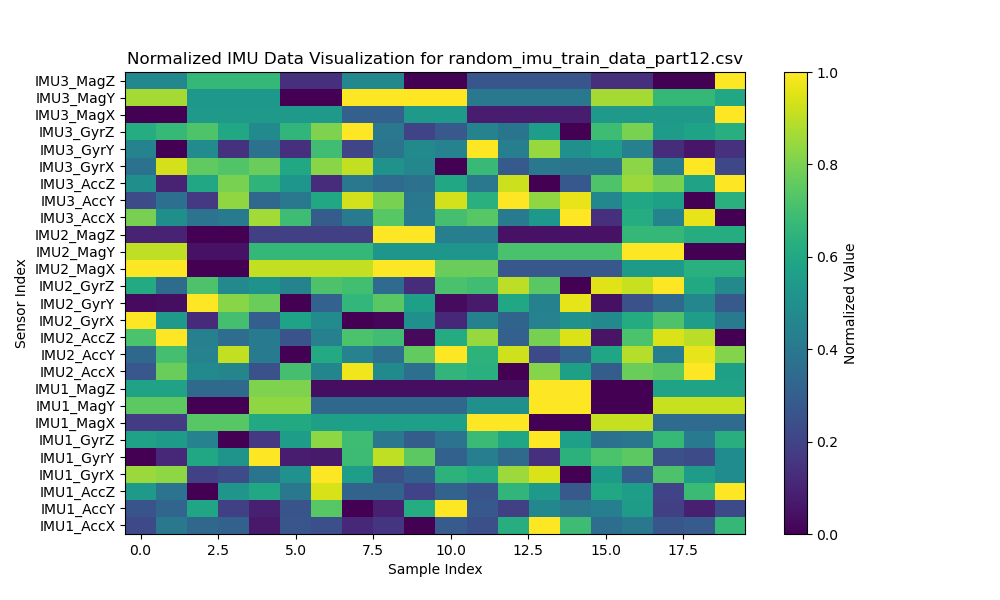 Normalized IMU Data Visualization for random_imu_train_data_part12.csv
IMU3_MagZ
IMU3_MagY
IMU3_MagX
IMU3_GyrZ
IMU3_GyrY
IMU3_GyrX
IMU3_AccZ
IMU3_AccY
IMU3_AccX
IMU2_MagZ
IMU2_MagY
IMU2_MagX
IMU2_GyrZ
IMU2_GyrY
IMU2_GyrX
IMU2_AccZ
IMU2_AccY
IMU2_AccX
IMU1_MagZ
IMU1_MagY
IMU1_MagX
IMU1_GyrZ
IMU1_GyrY
IMU1_GyrX
IMU1_AccZ
IMU1_AccY
IMU1_AccX
Sensor Index
0.0 2.5 5.0 7.5 10.0 12.5 15.0 17.5
Sample Index
1.0
0.8
0.6
0.4
0.2
0.0
Normalized Value